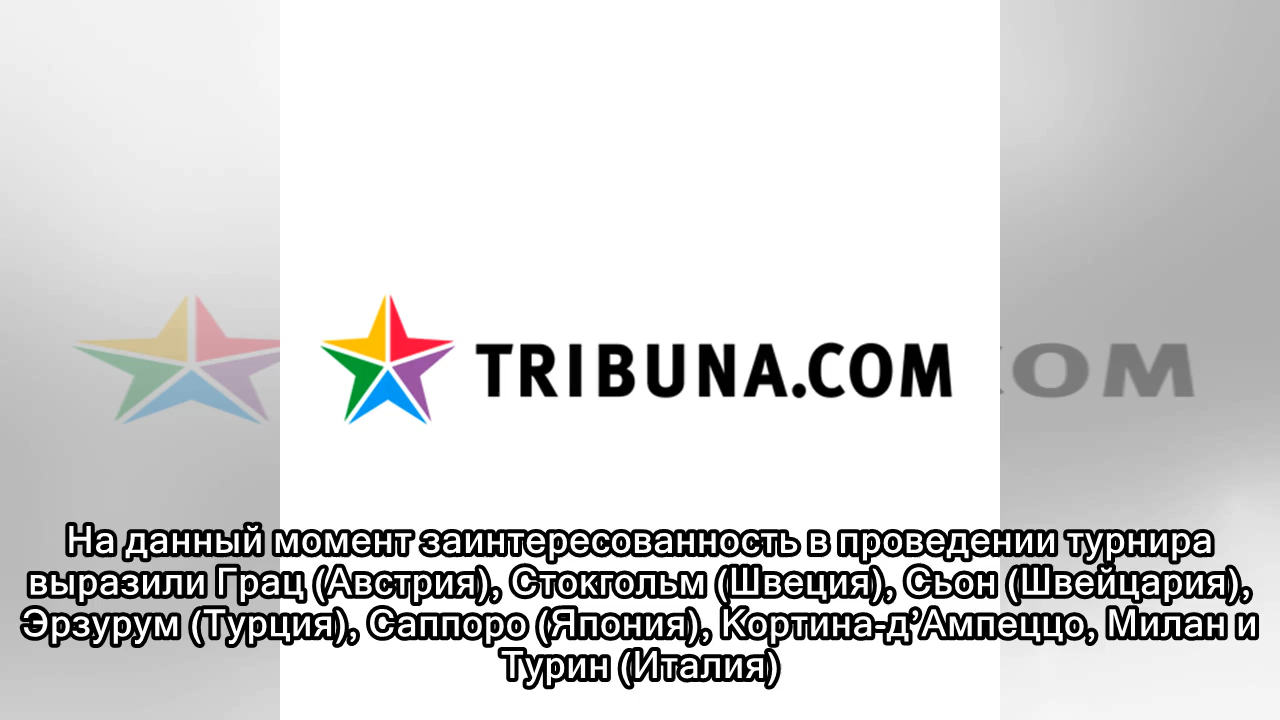 TRIBUNA.COM
OM
На данный момент заинтересованность в проведении турнира
выразили Грац (Австрия), Стокгольм (Швеция), Сьон (Швейцария),
Эрзурум (Турция), Саппоро (Япония), Кортина-д’Ампеццо, Милан и
Турин (Италия)